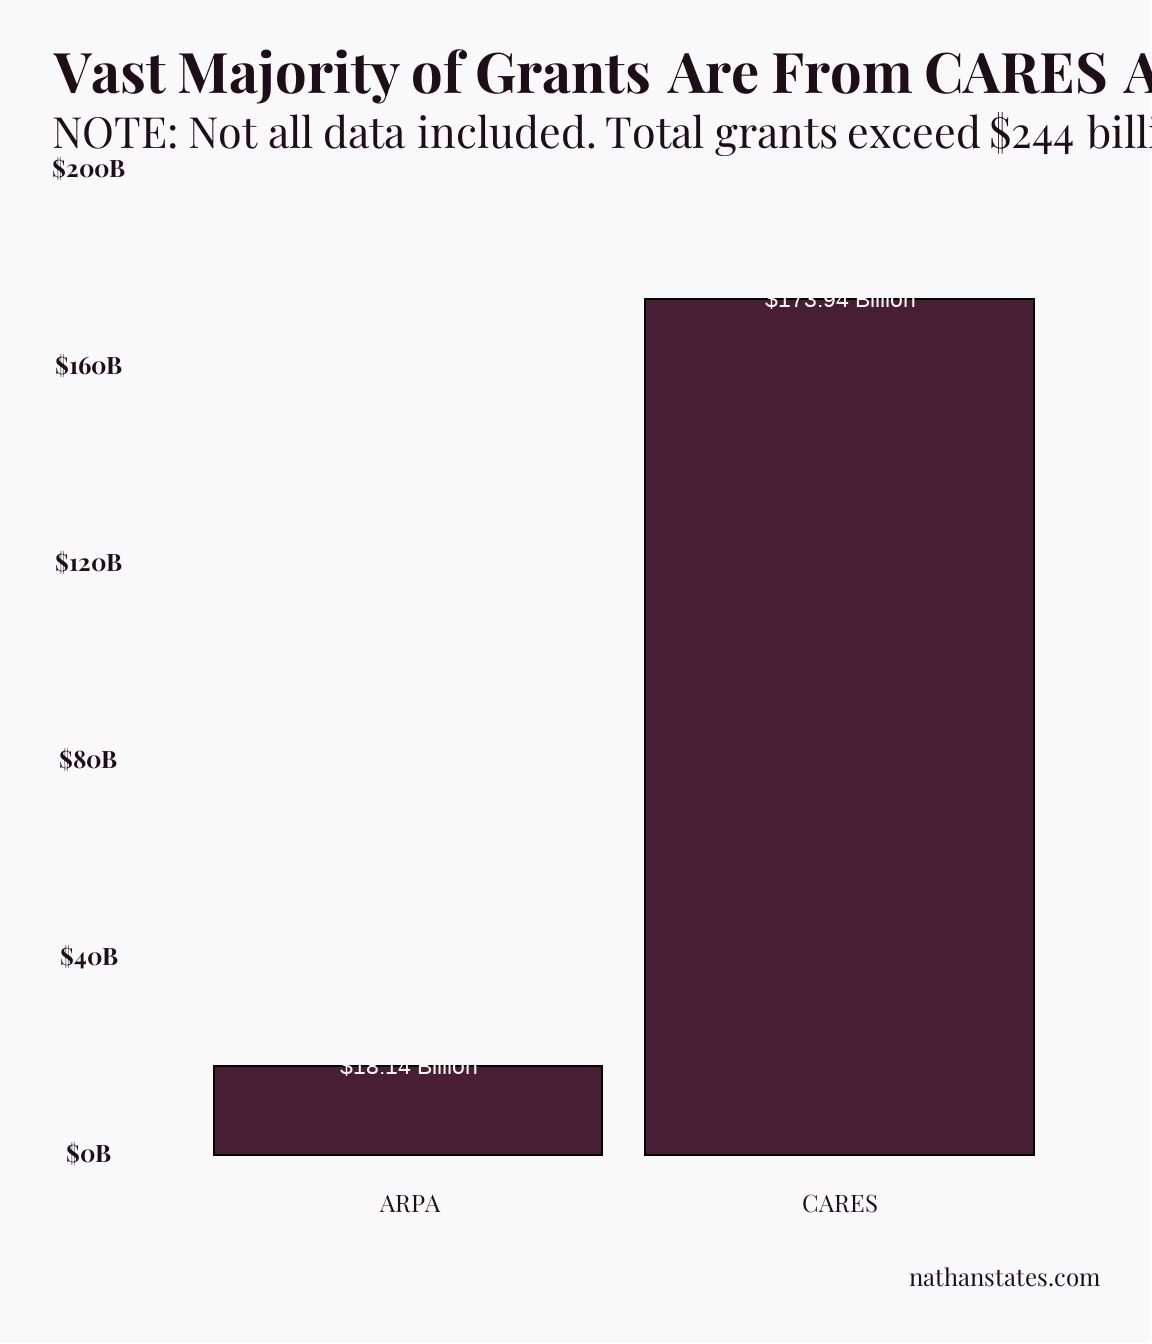 Vast Majority of Grants Are From CARES A
NOTE: Not all data included. Total grants exceed $244 billi
$200B
$173.94 Billion
$160B
$120B
$80B
$40B
$18.14 Billion
$0B
ARPA
CARES
nathanstates.com